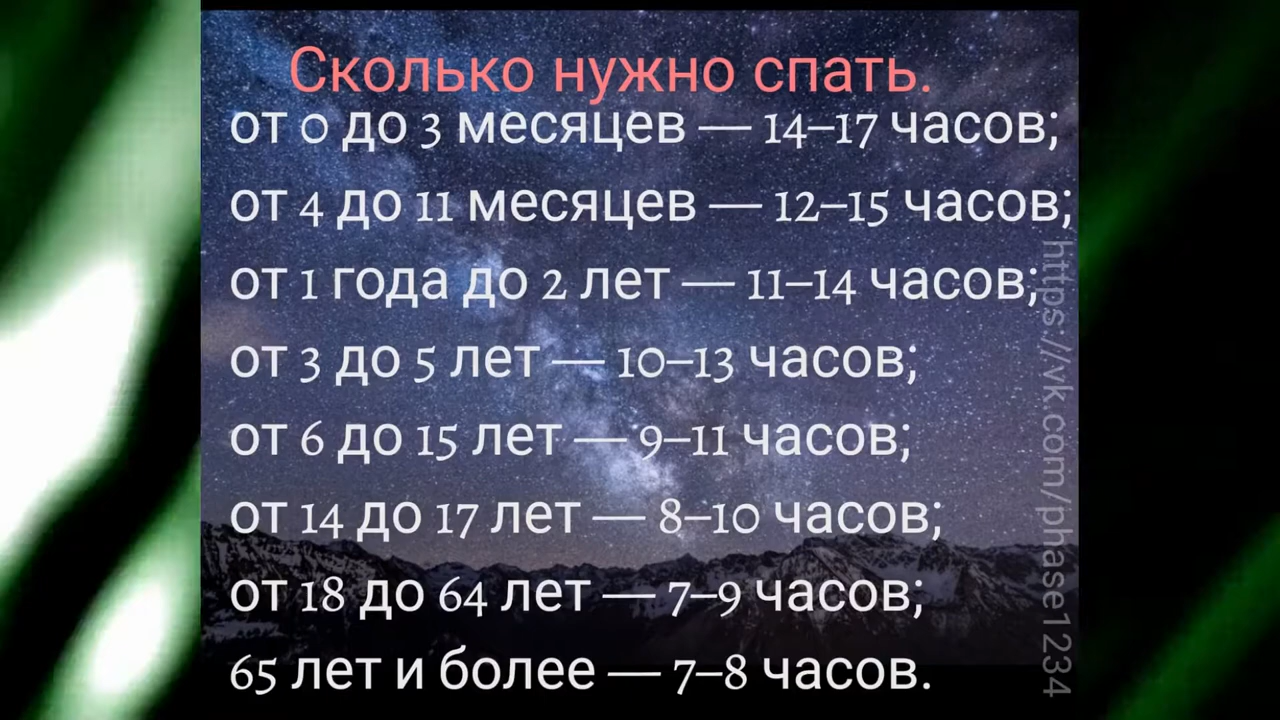 Сколько нужно спать.
от 0 до 3 месяцев — 14–17 часов;
от 4 до 11 месяцев — 12–15 часов;
от 1 года до 2 лет — 11–14 часов;
от 3 до 5 лет — 10–13 часов;
от 6 до 15 лет — 9–11 часов;
от 14 до 17 лет — 8–10 часов;
от 18 до 64 лет — 7–9 часов;
65 лет и более — 7–8 часов.
https://vk.com/phase1234